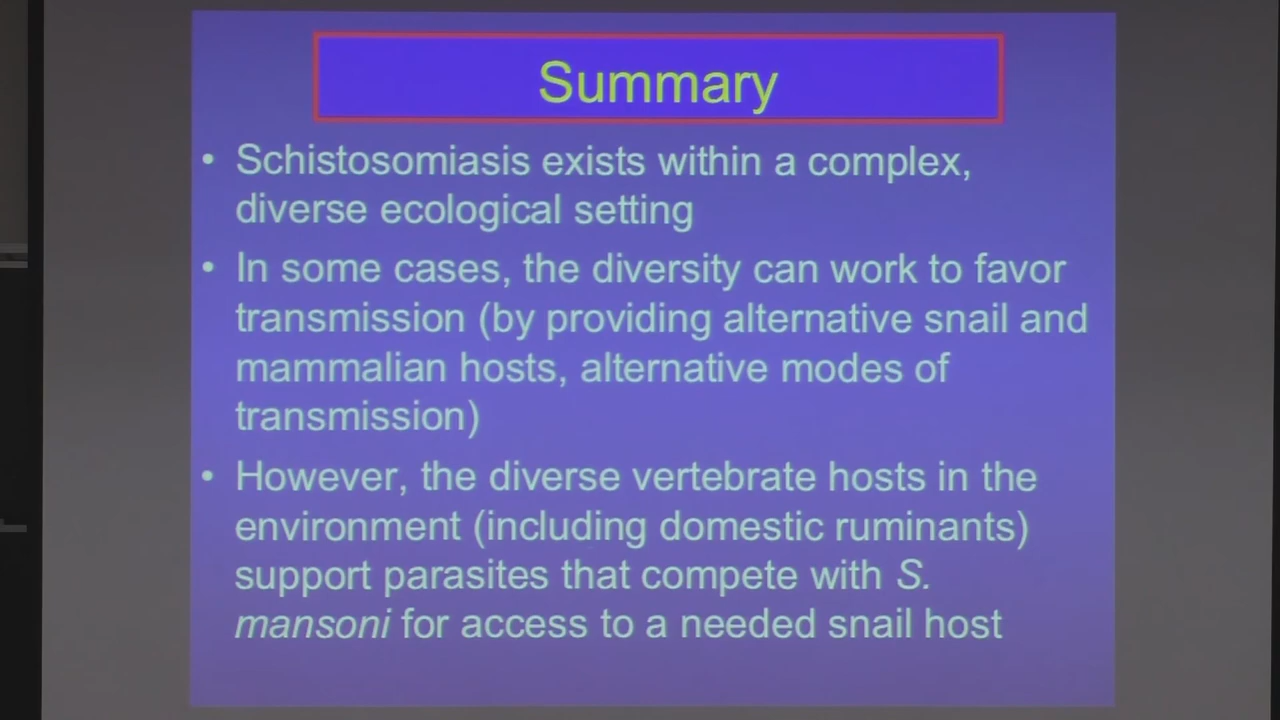 Summary
• Schistosomiasis exists within a complex,
diverse ecological setting
• In some cases, the diversity can work to favor
transmission (by providing alternative snail and
mammalian hosts, alternative modes of
transmission)
• However, the diverse vertebrate hosts in the
environment (including domestic ruminants)
support parasites that compete with S.
mansoni for access to a needed snail host